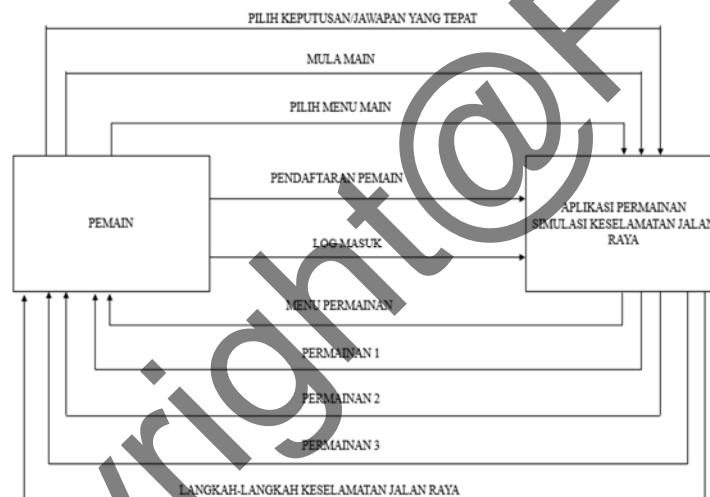 PILIH KEPUTUSAN/JAWAPAN YANG TEPAT
MULA MAIN
PILIH MENU MAIN
PENDAFTARAN PEMAIN
PEMAIN
APLIKASI PERMAINAN
SIMULASI KESELAMATAN JALAN
RAYA
LOG MASUK
MENU PERMAINAN
PERMAINAN 1
PERMAINAN 2
PERMAINAN 3
LANGKAH-LANGKAH KESELAMATAN JALAN RAYA
yright@